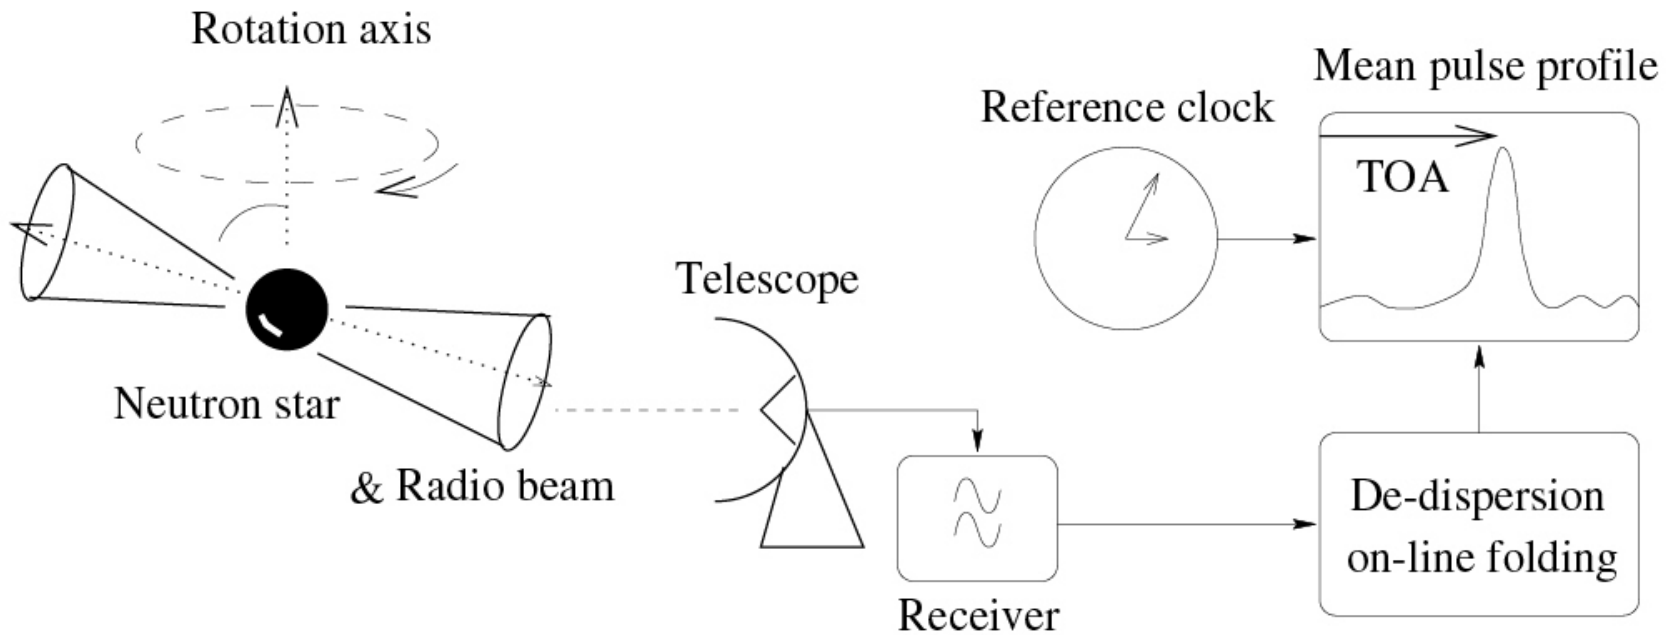 Rotation axis
Neutron star
& Radio beam
Telescope
Receiver
Reference clock
Mean pulse profile
TOA
De-dispersion
on-line folding